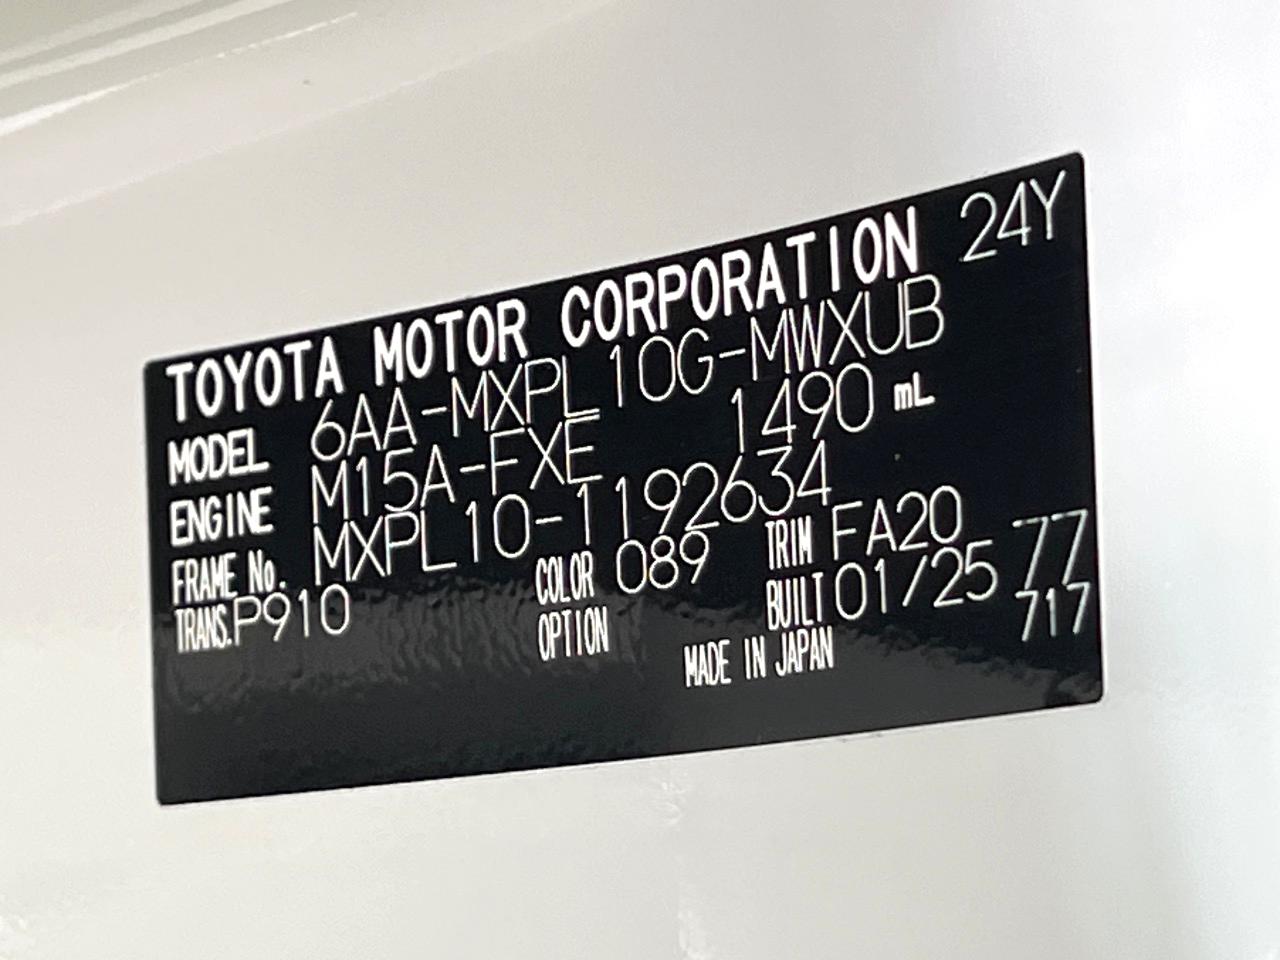 TOYOTA MOTOR CORPORATION 24Y
MODEL 6AA-MXPL10G-MWXUB
ENGINE M15A-FXE 1490 mL
FRAME No. MXPL10-1192634
TRANS. P910 COLOR 089 TRIM FA20
OPTION BUILT 01/25 77
MADE IN JAPAN 717